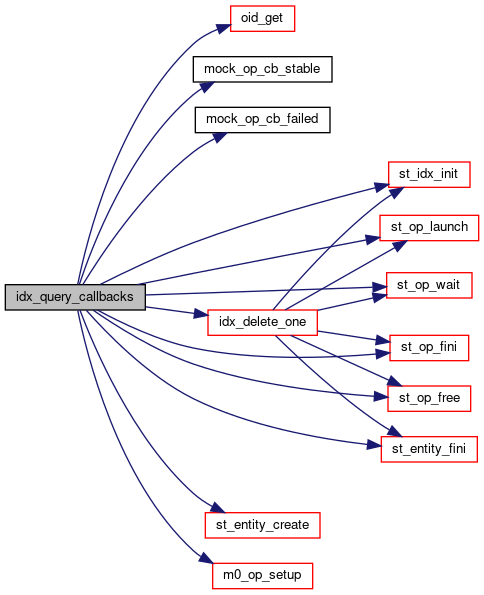 oid_get
mock_op_cb_stable
mock_op_cb_failed
st_idx_init
st_op_launch
st_op_wait
idx_query_callbacks
idx_delete_one
st_op_fini
st_op_free
st_entity_fini
st_entity_create
m0_op_setup